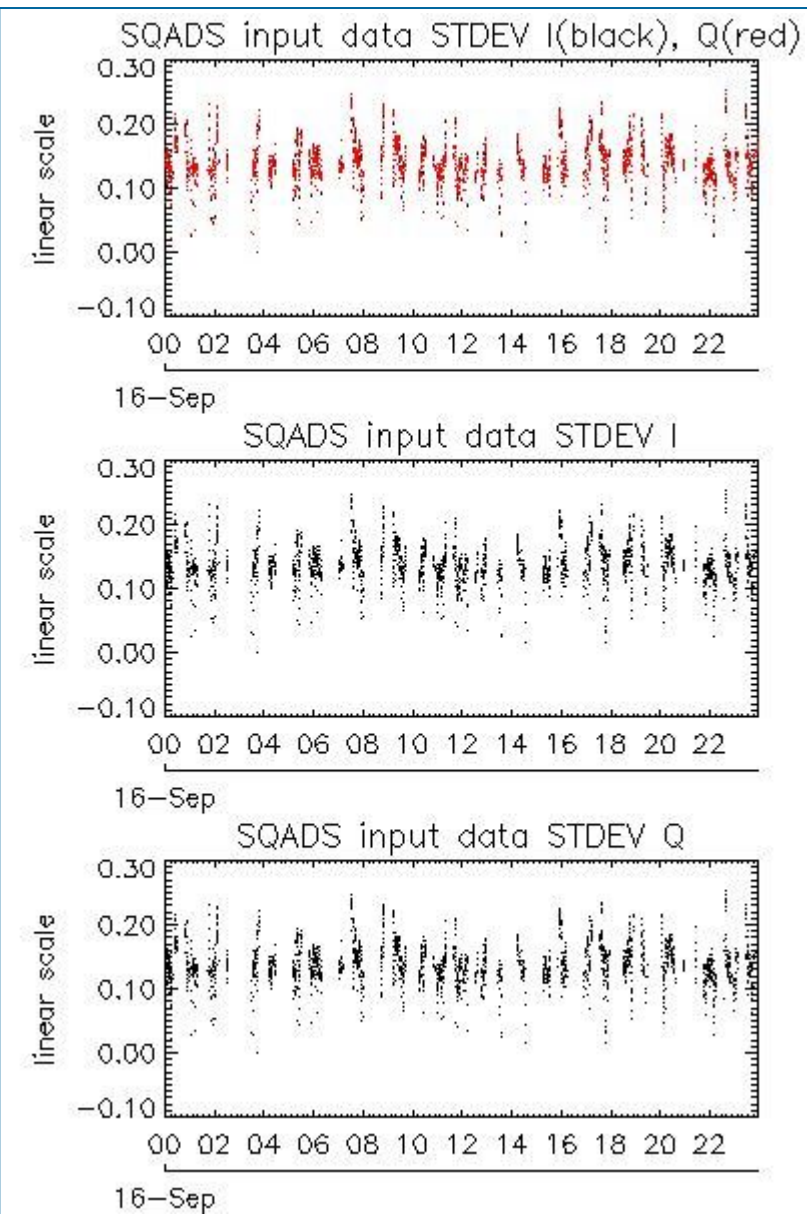 SQADS input data STDEV I(black), Q(red)
0.30
0.20
0.10
0.00
-0.10
linear scale
00 02 04 06 08 10 12 14 16 18 20 22
16-Sep
SQADS input data STDEV I
0.30
0.20
0.10
0.00
-0.10
linear scale
00 02 04 06 08 10 12 14 16 18 20 22
16-Sep
SQADS input data STDEV Q
0.30
0.20
0.10
0.00
-0.10
linear scale
00 02 04 06 08 10 12 14 16 18 20 22
16-Sep